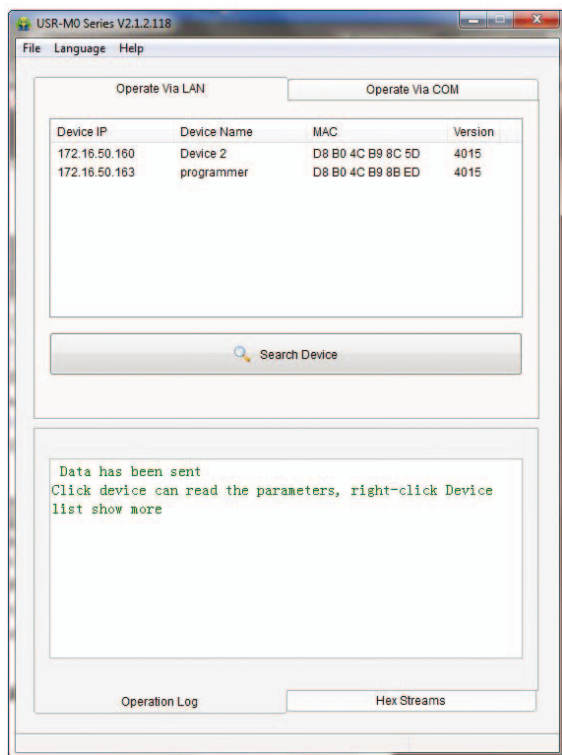 USR-M0 Series V2.1.2.118
File Language Help
Operate Via LAN Operate Via COM
Device IP Device Name MAC Version
172.16.50.160 Device 2 D8 B0 4C B9 8C 5D 4015
172.16.50.163 programmer D8 B0 4C B9 8B ED 4015
Search Device
Data has been sent
Click device can read the parameters, right-click Device
list show more
Operation Log Hex Streams